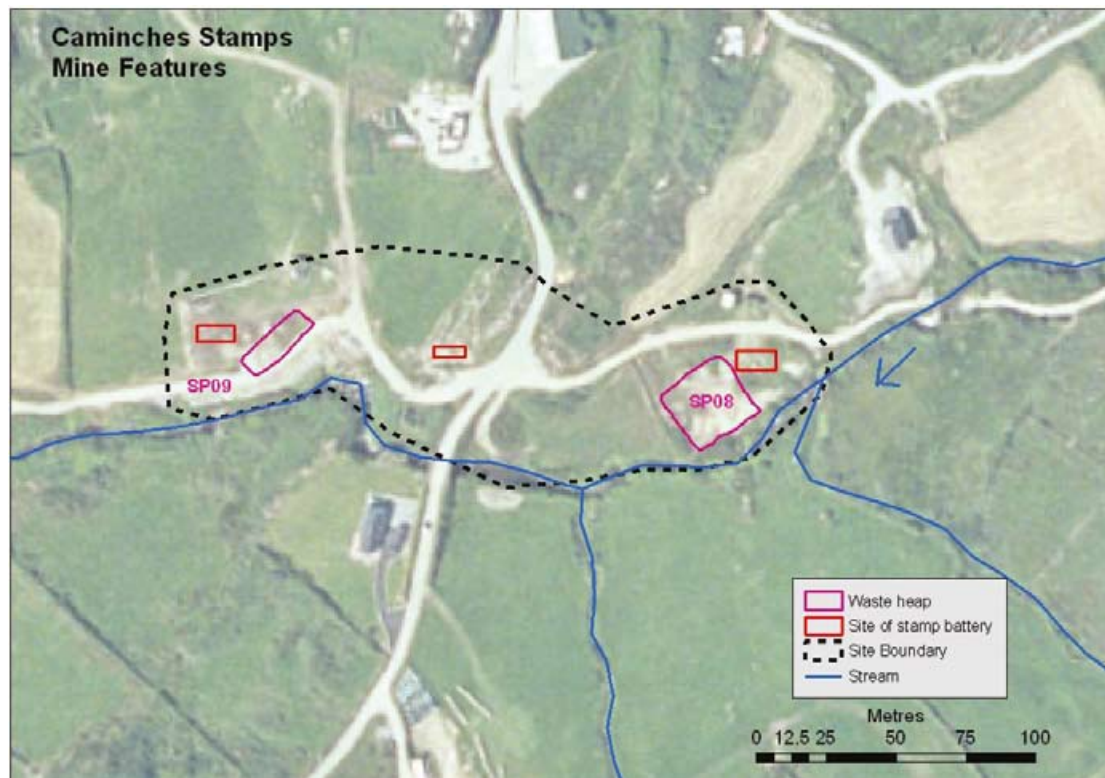 Caminches Stamps
Mine Features
SP09
SP08
Waste heap
Site of stamp battery
Site Boundary
Stream
Metres
0 12.5 25 50 75 100